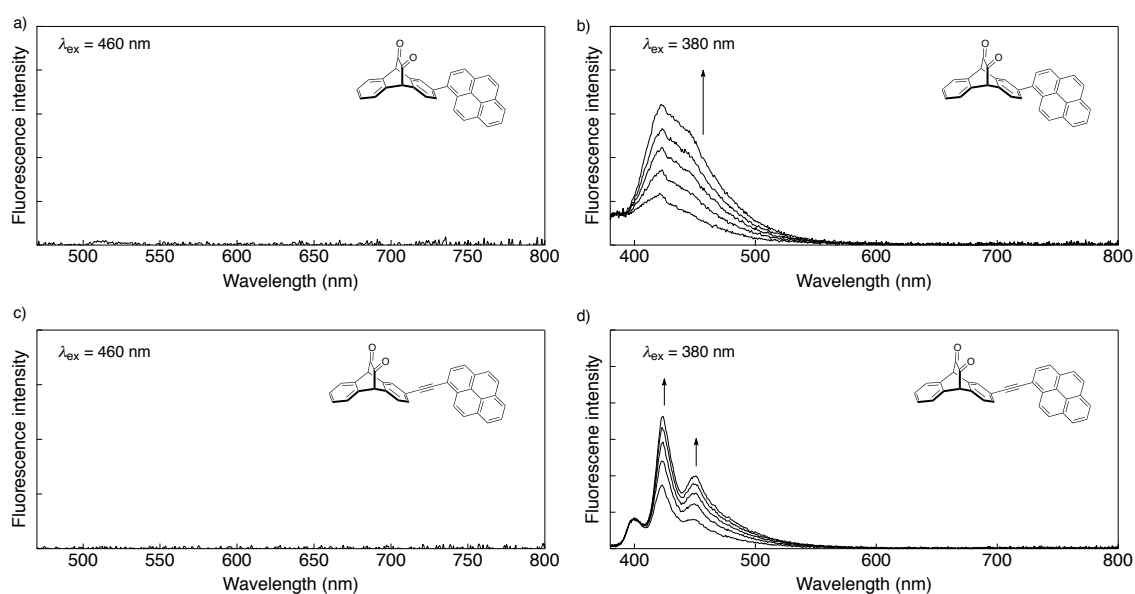 a)
λex = 460 nm
O
O
Fluorescence intensity
500 550 600 650 700 750 800
Wavelength (nm)
b)
λex = 380 nm
O
O
Fluorescence intensity
400 500 600 700 800
Wavelength (nm)
c)
λex = 460 nm
O
O
Fluorescence intensity
500 550 600 650 700 750 800
Wavelength (nm)
d)
λex = 380 nm
O
O
Fluorescene intensity
400 500 600 700 800
Wavelength (nm)